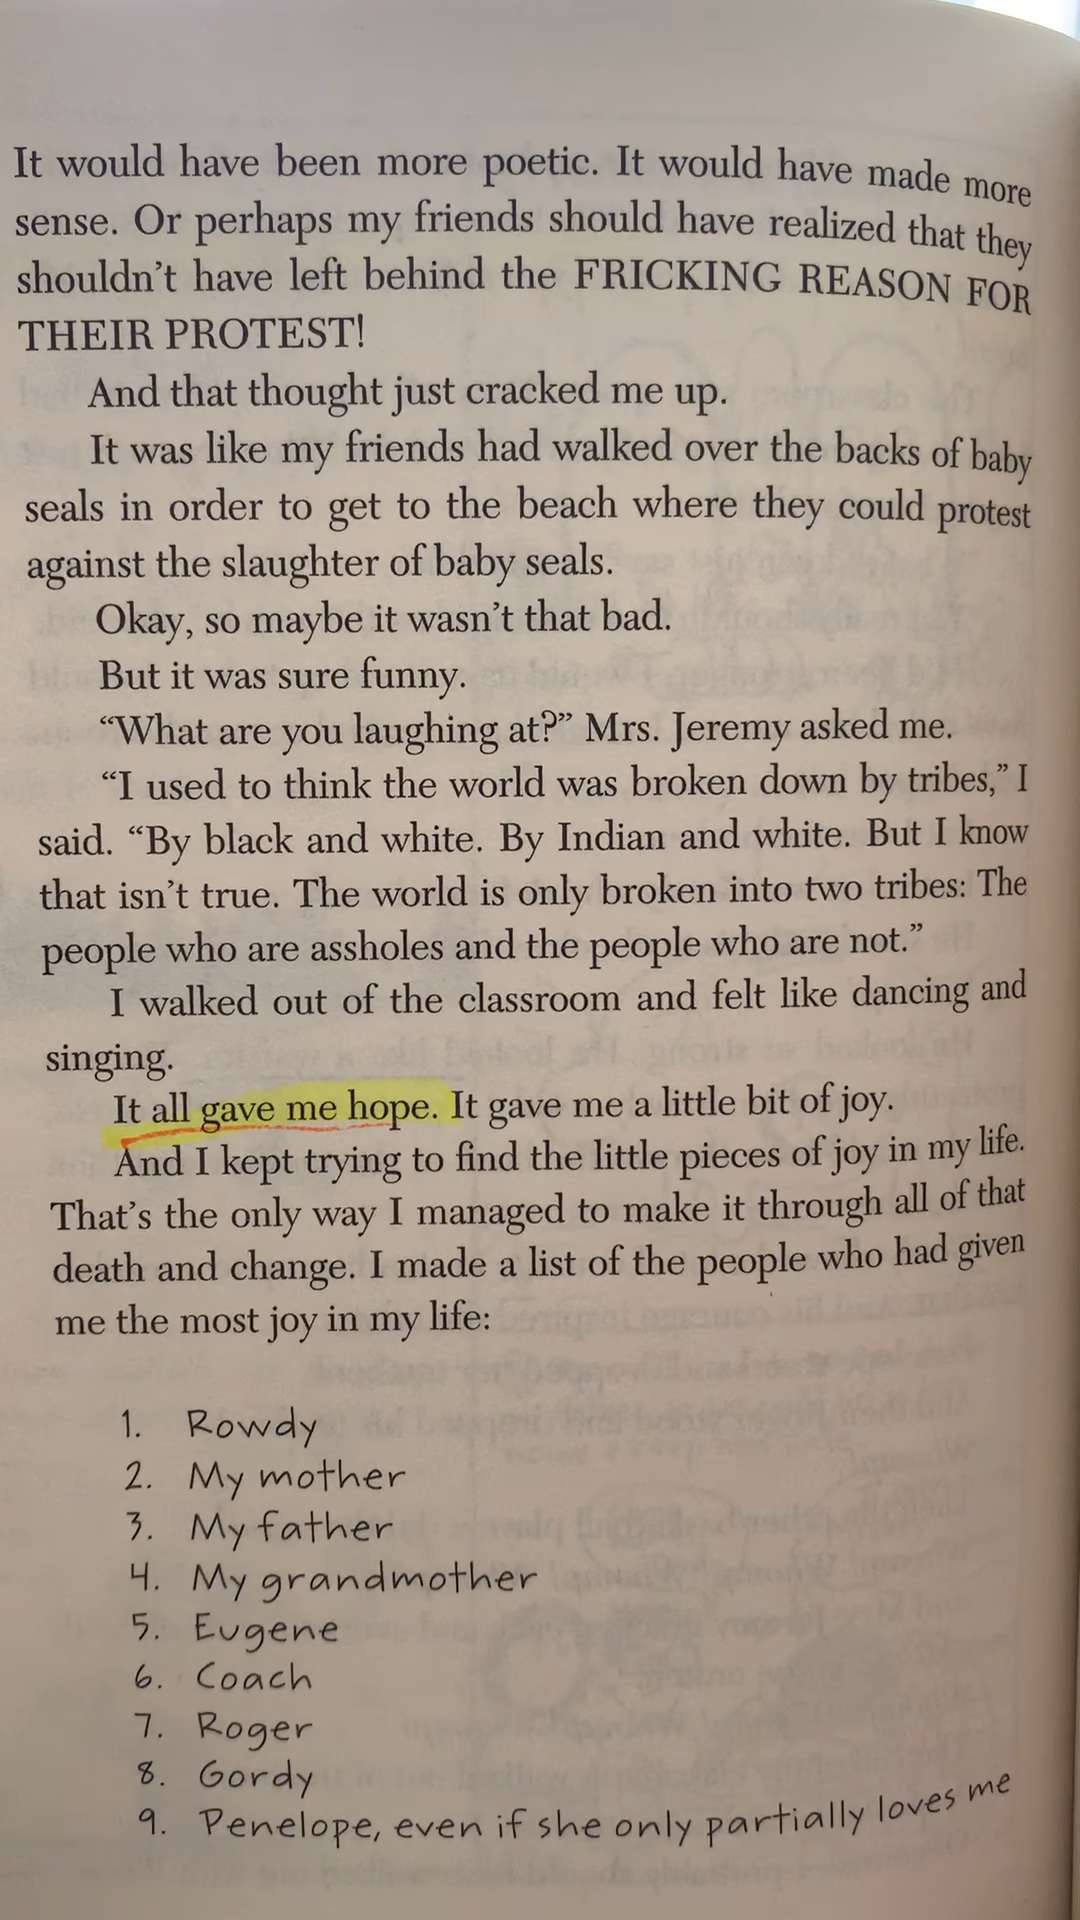 It would have been more poetic. It would have made more
sense. Or perhaps my friends should have realized that they
shouldn’t have left behind the FRICKING REASON FOR
THEIR PROTEST!
And that thought just cracked me up.
It was like my friends had walked over the backs of baby
seals in order to get to the beach where they could protest
against the slaughter of baby seals.
Okay, so maybe it wasn’t that bad.
But it was sure funny.
“What are you laughing at?” Mrs. Jeremy asked me.
“I used to think the world was broken down by tribes,” I
said. “By black and white. By Indian and white. But I know
that isn’t true. The world is only broken into two tribes: The
people who are assholes and the people who are not.”
I walked out of the classroom and felt like dancing and
singing.
It all gave me hope. It gave me a little bit of joy.
And I kept trying to find the little pieces of joy in my life.
That’s the only way I managed to make it through all of that
death and change. I made a list of the people who had given
me the most joy in my life:
1. Rowdy
2. My mother
3. My father
4. My grandmother
5. Eugene
6. Coach
7. Roger
8. Gordy
9. Penelope, even if she only partially loves me